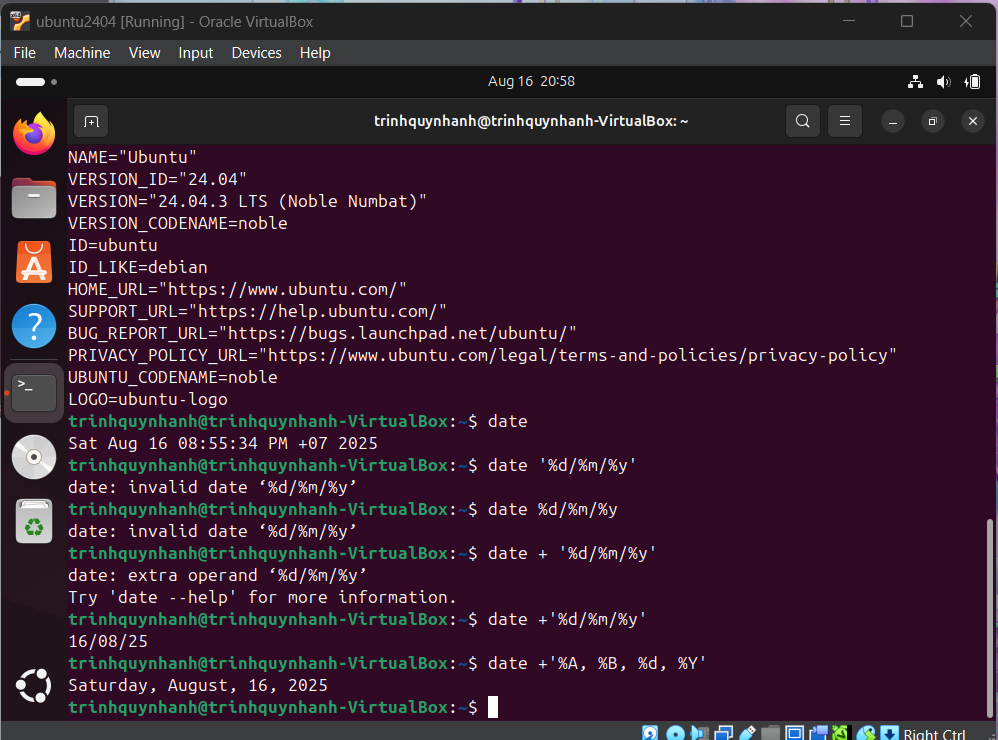 ubuntu2404 [Running] - Oracle VirtualBox
File Machine View Input Devices Help
Aug 16 20:58
trinhquynhanh@trinhquynhanh-VirtualBox: ~
NAME="Ubuntu"
VERSION_ID="24.04"
VERSION="24.04.3 LTS (Noble Numbat)"
VERSION_CODENAME=noble
ID=ubuntu
ID_LIKE=debian
HOME_URL="https://www.ubuntu.com/"
SUPPORT_URL="https://help.ubuntu.com/"
BUG_REPORT_URL="https://bugs.launchpad.net/ubuntu/"
PRIVACY_POLICY_URL="https://www.ubuntu.com/legal/terms-and-policies/privacy-policy"
UBUNTU_CODENAME=noble
LOGO=ubuntu-logo
trinhquynhanh@trinhquynhanh-VirtualBox:~$ date
Sat Aug 16 08:55:34 PM +07 2025
trinhquynhanh@trinhquynhanh-VirtualBox:~$ date '%d/%m/%y'
date: invalid date ‘%d/%m/%y’
trinhquynhanh@trinhquynhanh-VirtualBox:~$ date %d/%m/%y
date: invalid date ‘%d/%m/%y’
trinhquynhanh@trinhquynhanh-VirtualBox:~$ date + '%d/%m/%y'
date: extra operand ‘%d/%m/%y’
Try 'date --help' for more information.
trinhquynhanh@trinhquynhanh-VirtualBox:~$ date +'%d/%m/%y'
16/08/25
trinhquynhanh@trinhquynhanh-VirtualBox:~$ date +'%A, %B, %d, %Y'
Saturday, August, 16, 2025
trinhquynhanh@trinhquynhanh-VirtualBox:~$
Right Ctrl